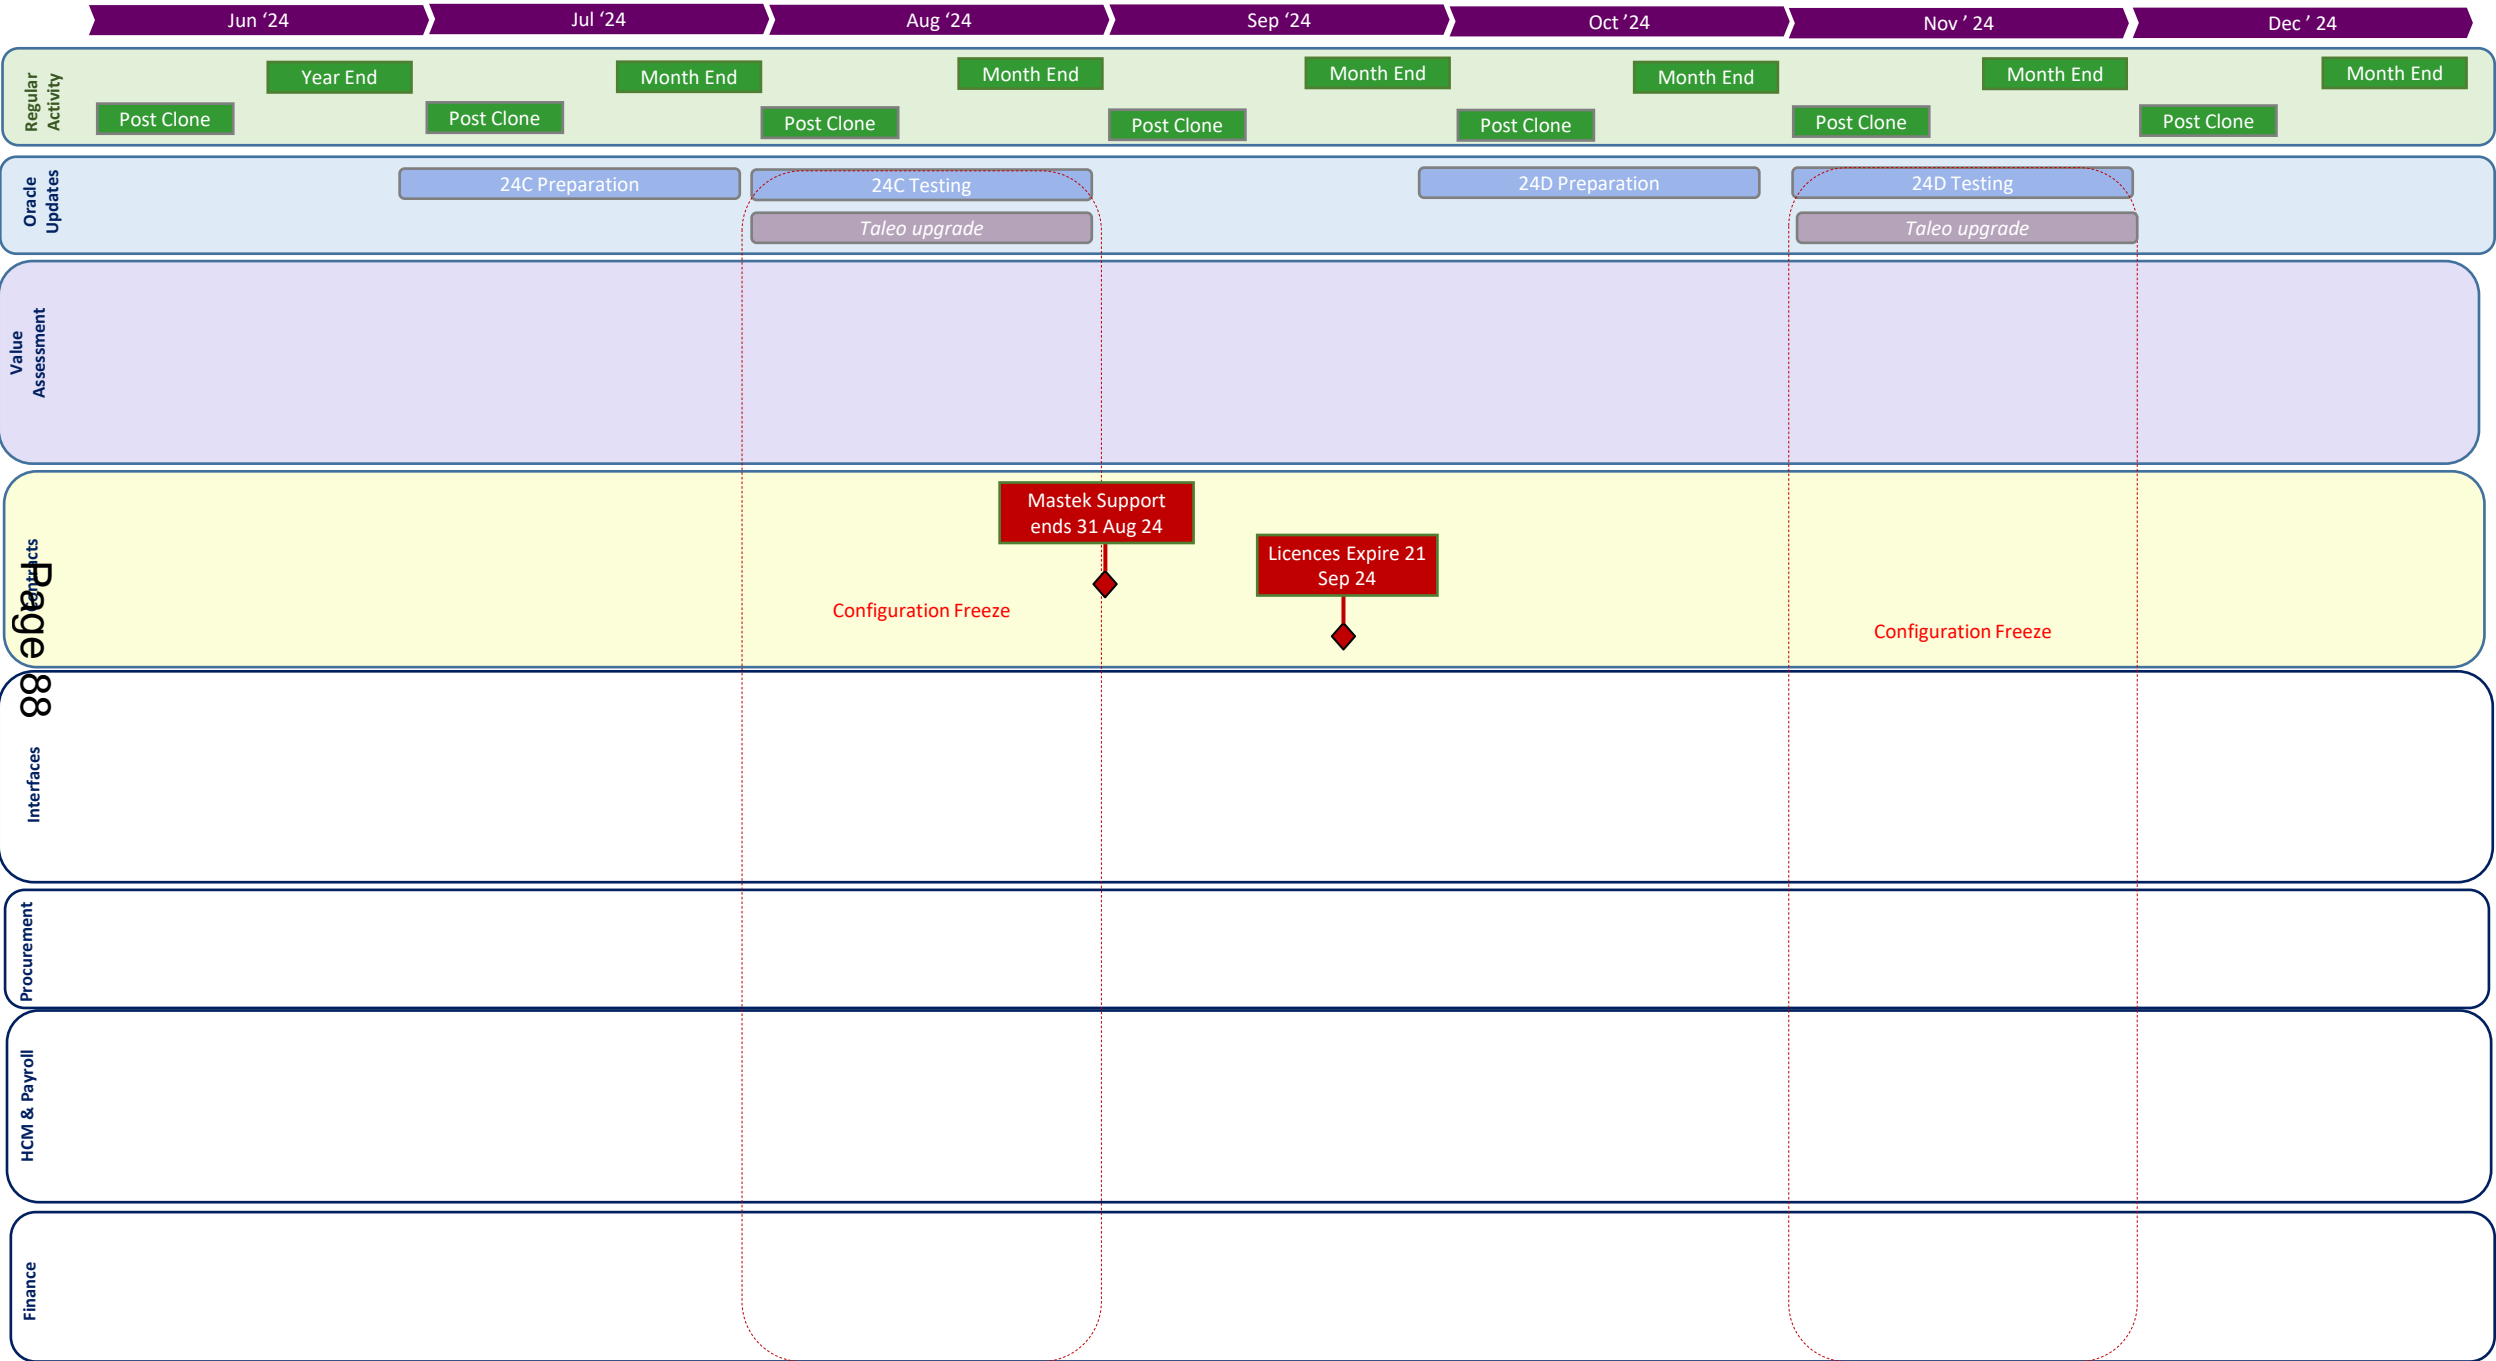 Jun ‘24
Jul ‘24
Aug ‘24
Sep ‘24
Oct ’24
Nov ’ 24
Dec ’ 24
Regular
Activity
Year End
Month End
Month End
Month End
Month End
Month End
Month End
Post Clone
Post Clone
Post Clone
Post Clone
Post Clone
Post Clone
Post Clone
Oracle
Updates
24C Preparation
24C Testing
24D Preparation
24D Testing
Taleo upgrade
Taleo upgrade
Value
Assessment
Contracts
Mastek Support
ends 31 Aug 24
Licences Expire 21
Sep 24
Configuration Freeze
Configuration Freeze
Page 88
Interfaces
Procurement
HCM & Payroll
Finance